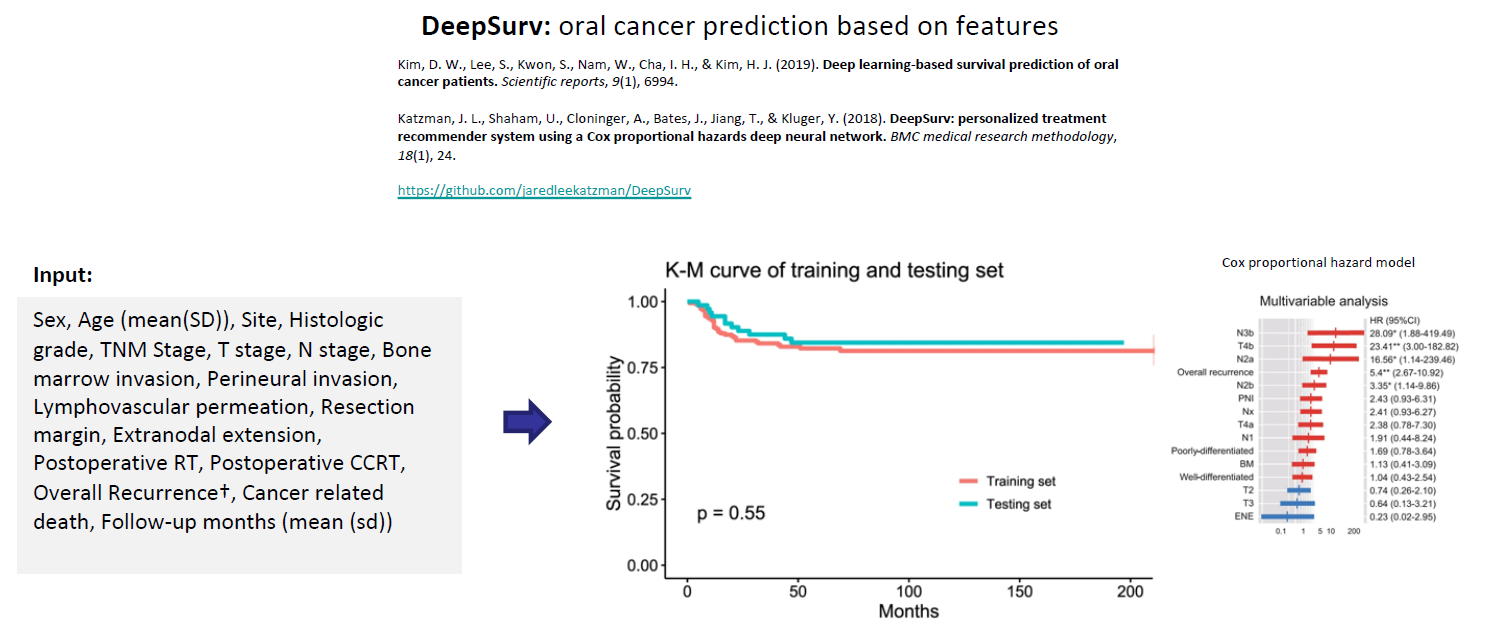 DeepSurv: oral cancer prediction based on features
Kim, D. W., Lee, S., Kwon, S., Nam, W., Cha, I. H., & Kim, H. J. (2019). Deep learning-based survival prediction of oral
cancer patients. Scientific reports, 9(1), 6994.
Katzman, J. L., Shaham, U., Cloninger, A., Bates, J., Jiang, T., & Kluger, Y. (2018). DeepSurv: personalized treatment
recommender system using a Cox proportional hazards deep neural network. BMC medical research methodology,
18(1), 24.
https://github.com/jaredleekatzman/DeepSurv
Input:
Sex, Age (mean(SD)), Site, Histologic
grade, TNM Stage, T stage, N stage, Bone
marrow invasion, Perineural invasion,
Lymphovascular permeation, Resection
margin, Extranodal extension,
Postoperative RT, Postoperative CCRT,
Overall Recurrence†, Cancer related
death, Follow-up months (mean (sd))
K-M curve of training and testing set
Survival probability
1.00
0.75
0.50
0.25
0.00
p = 0.55
Training set
Testing set
0 50 100 150 200
Months
Cox proportional hazard model
Multivariable analysis
HR (95%CI)
N3b 28.09* (1.88-419.49)
T4b 23.41** (3.00-182.82)
N2a 16.56* (1.14-239.46)
Overall recurrence 5.4** (2.67-10.92)
N2b 3.35* (1.14-9.86)
PNI 2.43 (0.93-6.31)
Nx 2.41 (0.93-6.27)
T4a 2.38 (0.78-7.30)
N1 1.91 (0.44-8.24)
Poorly-differentiated 1.69 (0.78-3.64)
BM 1.13 (0.41-3.09)
Well-differentiated 1.04 (0.43-2.54)
T2 0.74 (0.26-2.10)
T3 0.64 (0.13-3.21)
ENE 0.23 (0.02-2.95)
0.1 1 5 10 200